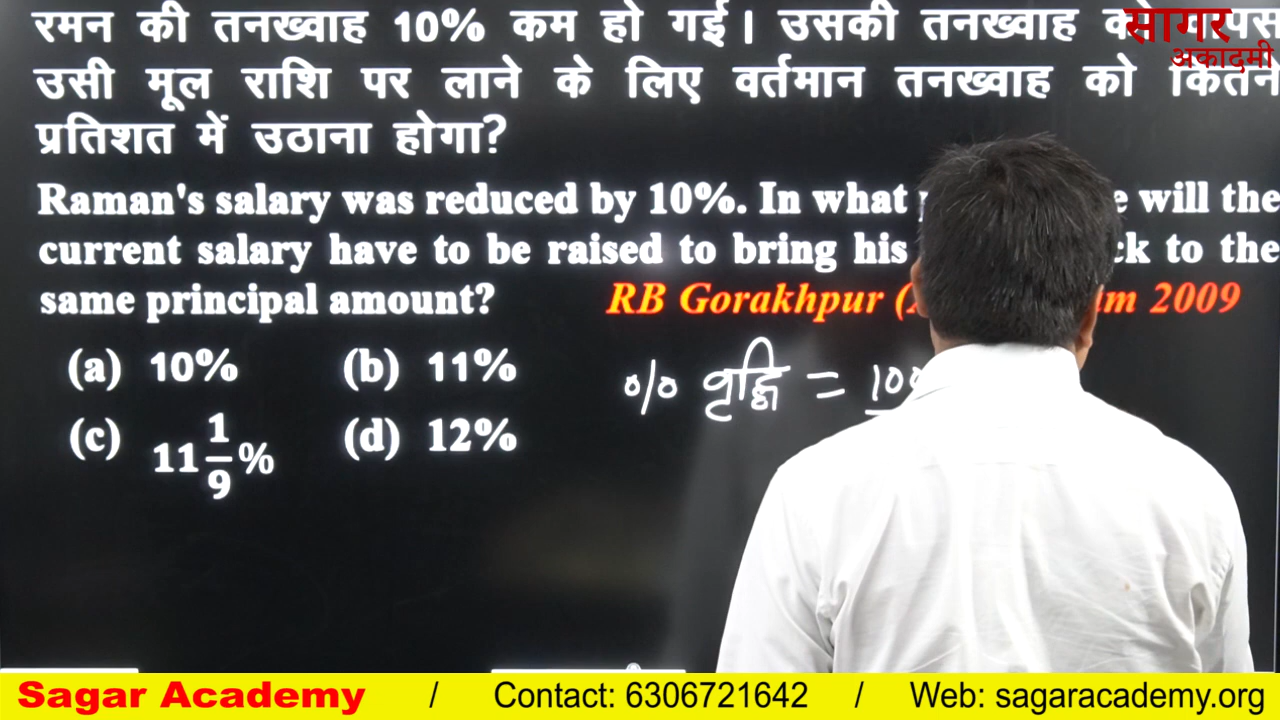 रमन की तनख्वाह 10% कम हो गई। उसकी तनख्वाह
सागर
अकादमी
उसी मूल राशि पर लाने के लिए वर्तमान तनख्वाह को कितने
प्रतिशत में उठाना होगा?
Raman's salary was reduced by 10%. In what will the
current salary have to be raised to bring his to the
same principal amount?
RB Gorakhpur 2009
(a) 10% (b) 11%
(c) 11 1/9 % (d) 12%
% वृद्धि =
Sagar Academy / Contact: 6306721642 / Web: sagaracademy.org